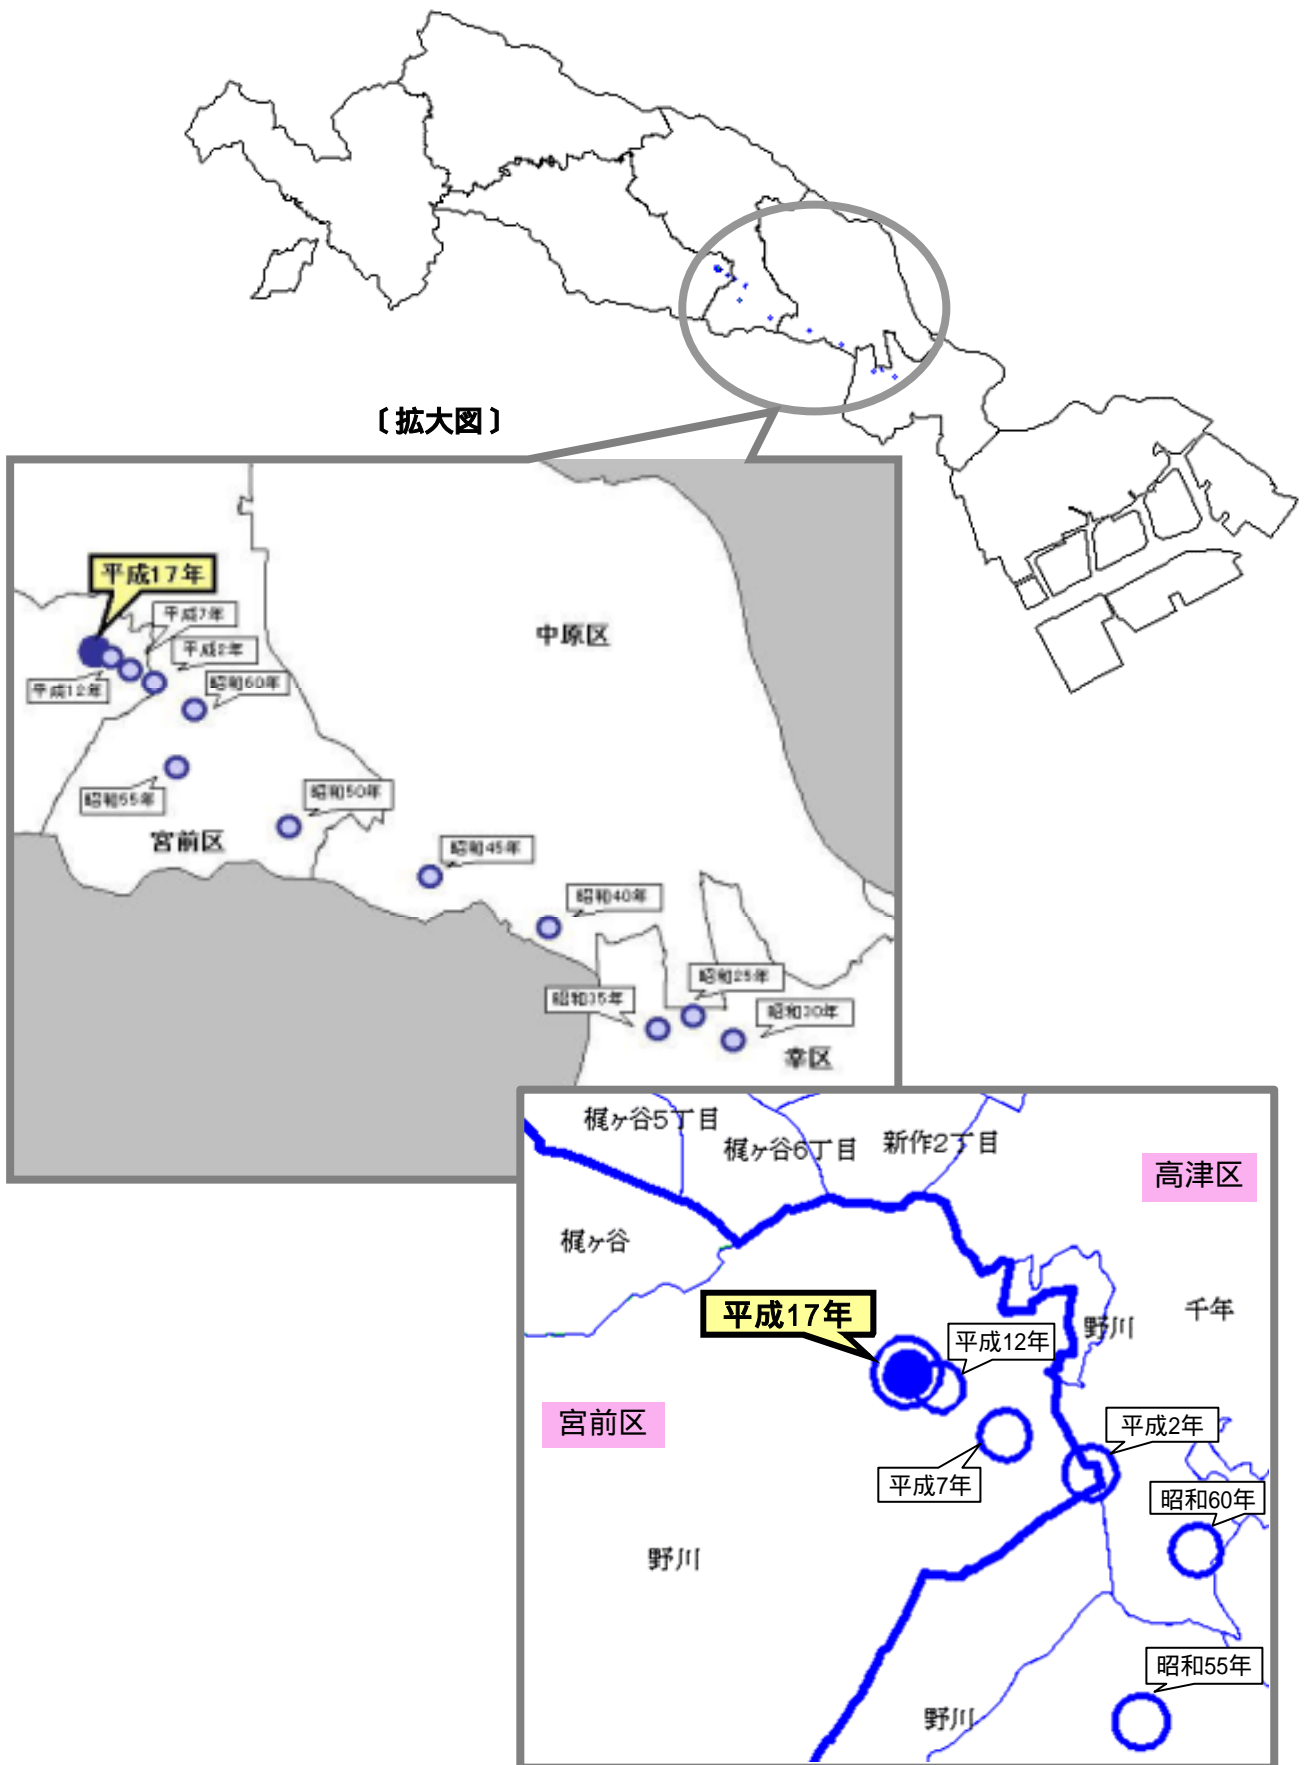 〔拡大図〕
平成17年
平成7年
平成2年
平成12年
昭和60年
中原区
昭和55年
昭和50年
宮前区
昭和45年
昭和40年
昭和25年
昭和35年
昭和30年
幸区
梶ヶ谷5丁目
梶ヶ谷6丁目
新作2丁目
高津区
梶ヶ谷
平成17年
野川
千年
平成12年
宮前区
平成2年
平成7年
昭和60年
野川
昭和55年
野川